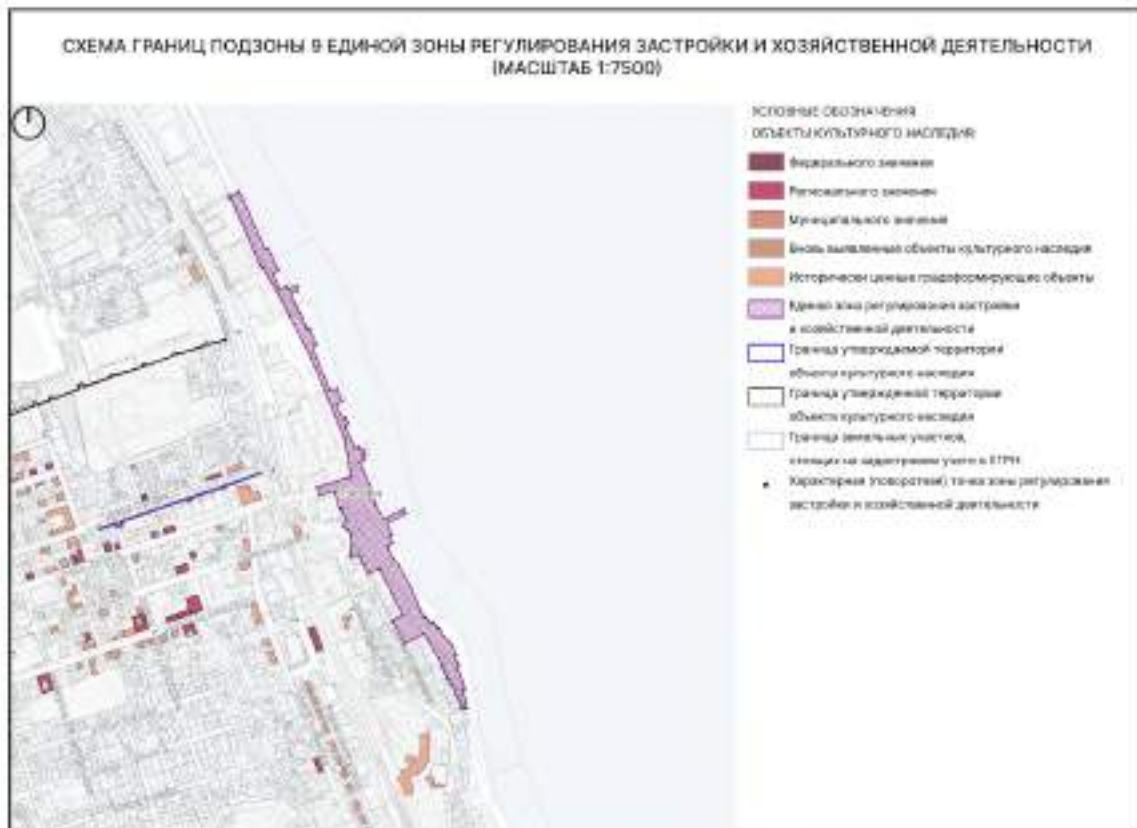 СХЕМА ГРАНИЦ ПОДЗОНЫ 9 ЕДИНОЙ ЗОНЫ РЕГУЛИРОВАНИЯ ЗАСТРОЙКИ И ХОЗЯЙСТВЕННОЙ ДЕЯТЕЛЬНОСТИ
(МАСШТАБ 1:7500)
УСЛОВНЫЕ ОБОЗНАЧЕНИЯ
ОБЪЕКТЫ КУЛЬТУРНОГО НАСЛЕДИЯ
Федерального значения
Регионального значения
Муниципального значения
Вновь выявленные объекты культурного наследия
Исторически ценные градоформирующие объекты
Единая зона регулирования застройки
и хозяйственной деятельности
Граница утверждаемой территории
объекта культурного наследия
Граница утвержденной территории
объекта культурного наследия
Граница земельных участков,
стоящих на кадастровом учете в ЕГРН
Характерная (поворотная) точка зоны регулирования
застройки и хозяйственной деятельности